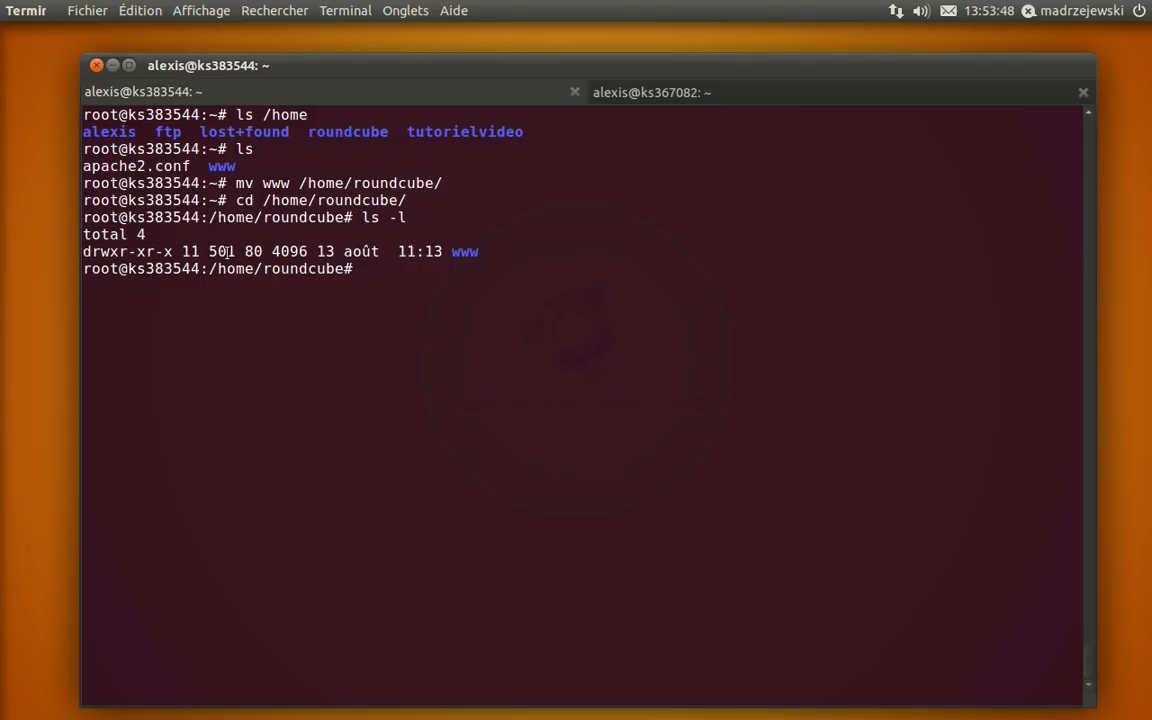 Termir Fichier Édition Affichage Rechercher Terminal Onglets Aide 13:53:48 madrzejewski
alexis@ks383544: ~
alexis@ks383544: ~ alexis@ks367082: ~
root@ks383544:~# ls /home
alexis ftp lost+found roundcube tutorielvideo
root@ks383544:~# ls
apache2.conf www
root@ks383544:~# mv www /home/roundcube/
root@ks383544:~# cd /home/roundcube/
root@ks383544:/home/roundcube# ls -l
total 4
drwxr-xr-x 11 501 80 4096 13 août 11:13 www
root@ks383544:/home/roundcube#